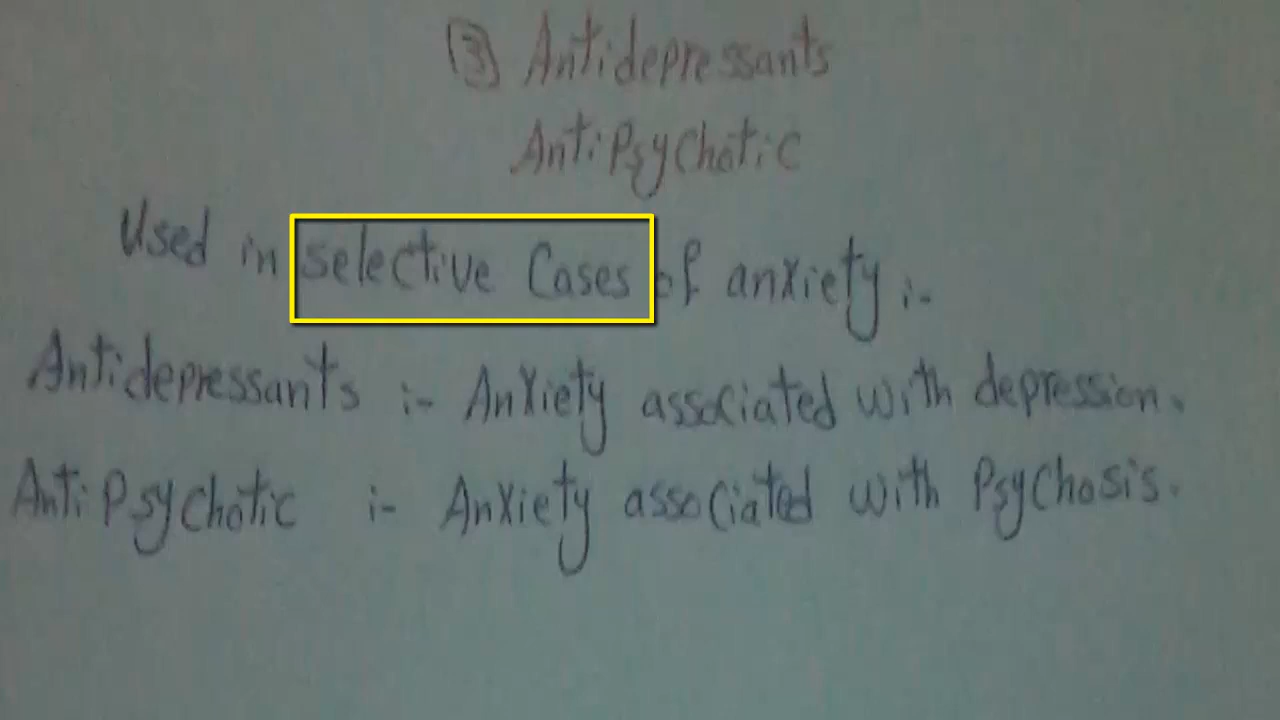 ③ Antidepressants
AntiPsychotic
Used in selective Cases of anxiety :-
Antidepressants :- Anxiety associated with depression.
AntiPsychotic :- Anxiety associated with Psychosis.